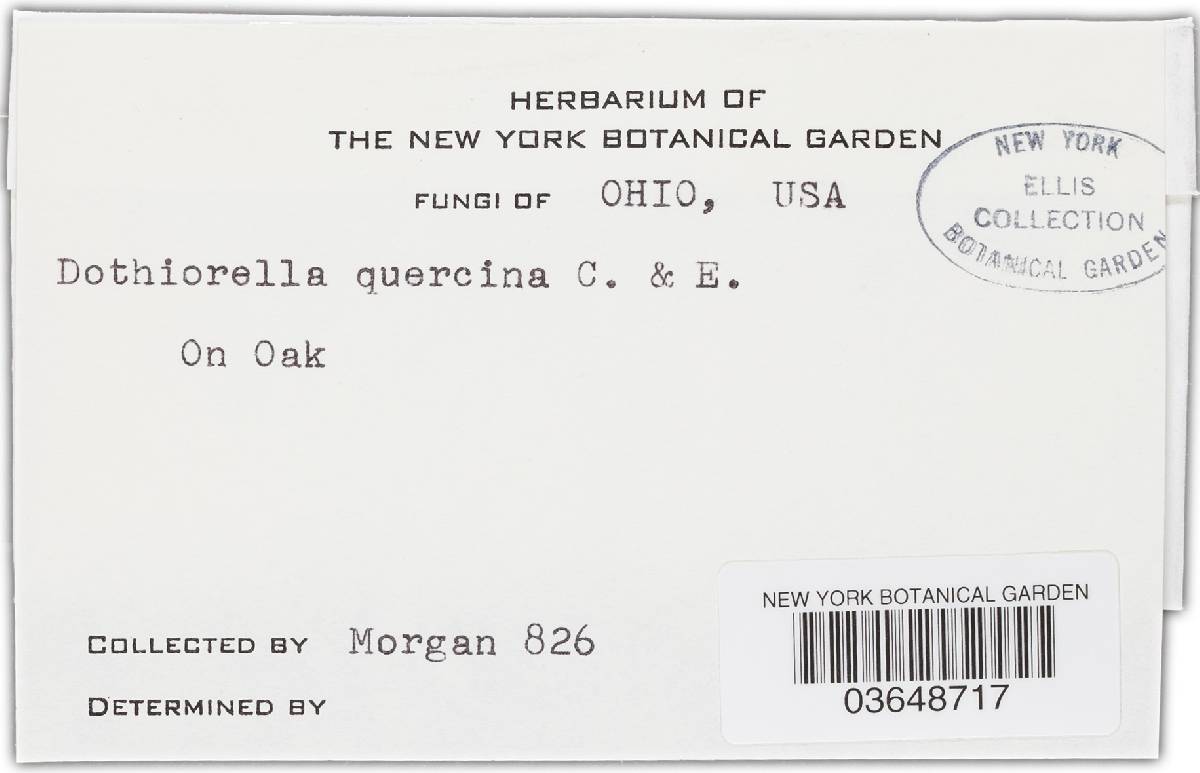 HERBARIUM OF
THE NEW YORK BOTANICAL GARDEN
FUNGI OF OHIO, USA
NEW YORK
ELLIS
COLLECTION
BOTANICAL GARDEN
Dothiorella quercina C. & E.
On Oak
COLLECTED BY Morgan 826
DETERMINED BY
NEW YORK BOTANICAL GARDEN
03648717